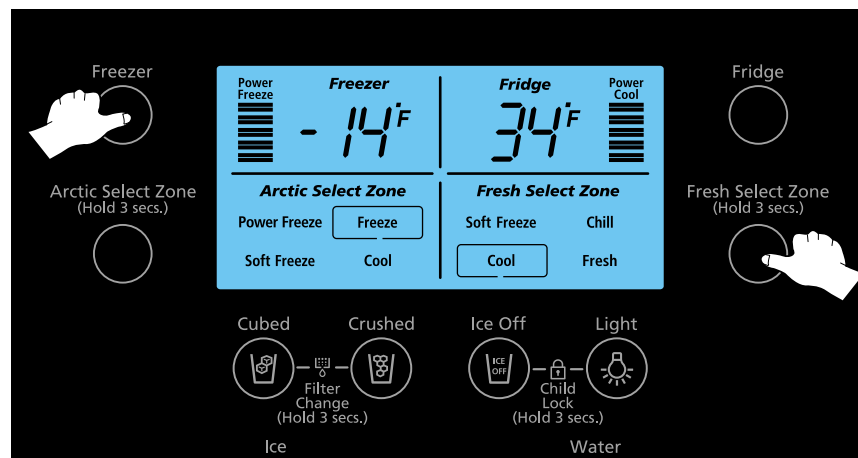 Freezer
Fridge
Power
Freeze
Freezer
-14°F
Fridge
34°F
Power
Cool
Arctic Select Zone
(Hold 3 secs.)
Fresh Select Zone
(Hold 3 secs.)
Arctic Select Zone
Power Freeze Freeze
Soft Freeze Cool
Fresh Select Zone
Soft Freeze Chill
Cool Fresh
Cubed
Crushed
Ice Off
Light
ICE
OFF
Filter
Change
(Hold 3 secs.)
Child
Lock
(Hold 3 secs.)
Ice
Water